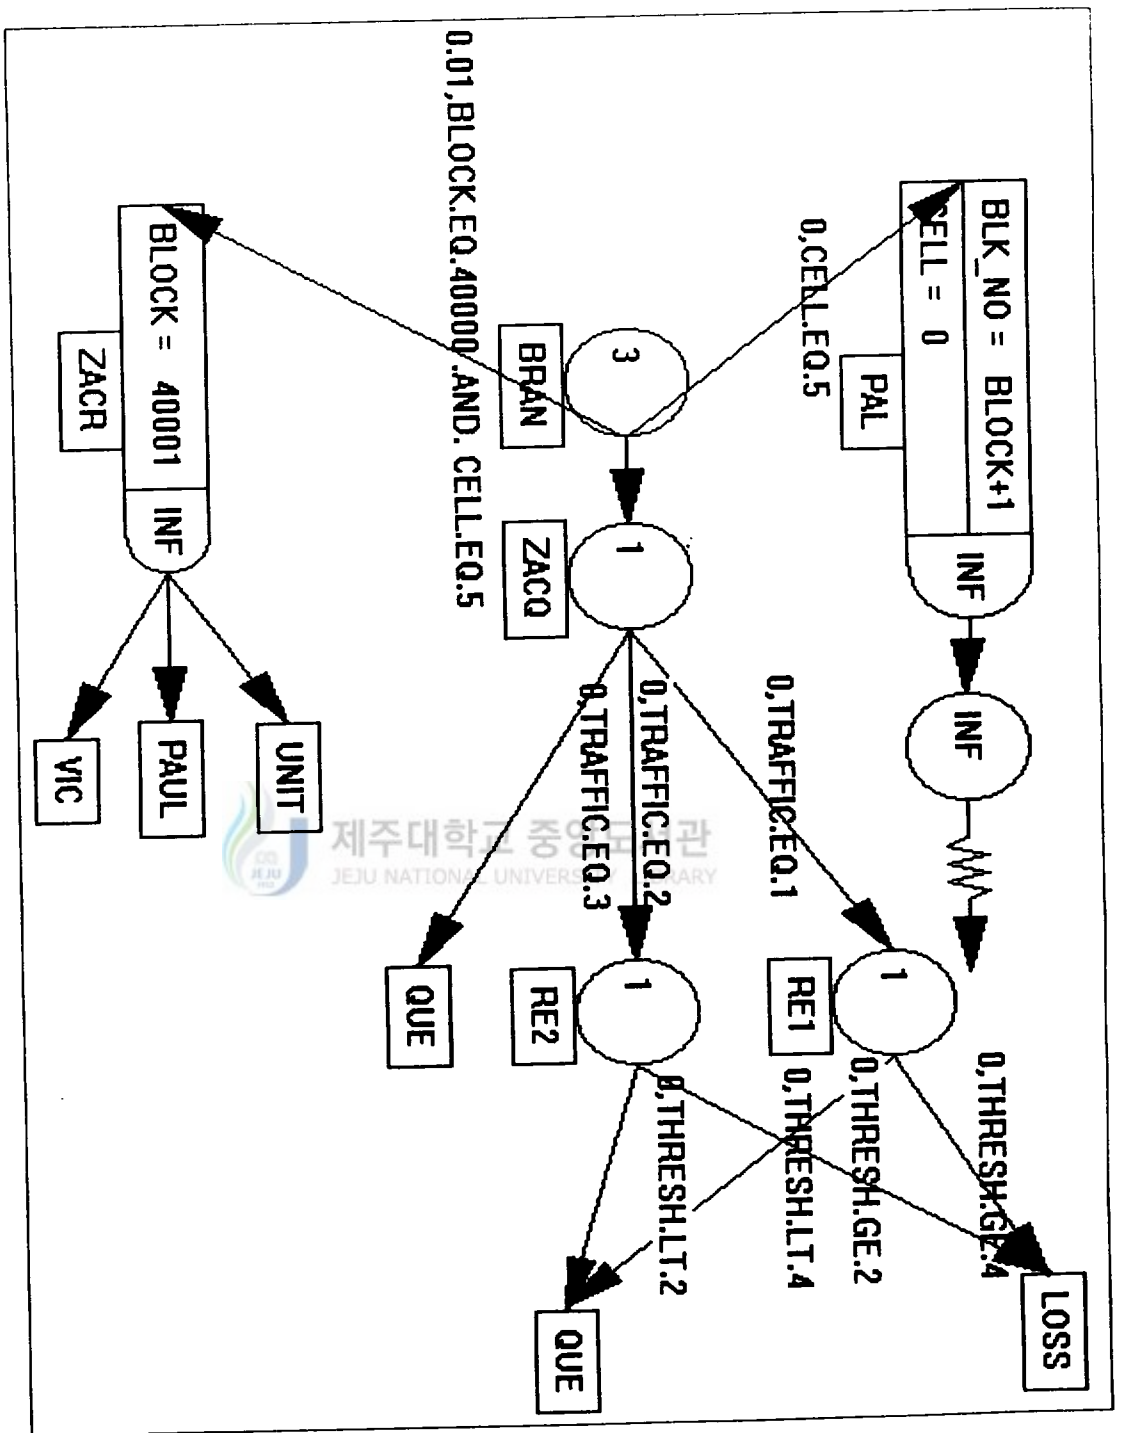 BLK_NO = BLOCK+1
CELL = 0
INF
PAL
INF
0,CELL.EQ.5
3
BRAN
1
ZACQ
0.01,BLOCK.EQ.40000 .AND. CELL.EQ.5
BLOCK = 40001
INF
ZACR
UNIT
PAUL
VIC
0,TRAFFIC.EQ.1
0,TRAFFIC.EQ.2
0,TRAFFIC.EQ.3
1
RE1
1
RE2
QUE
0,THRESH.GE.4
0,THRESH.GE.2
0,THRESH.LT.4
0,THRESH.LT.2
LOSS
QUE
제주대학교 중앙도서관
JEJU NATIONAL UNIVERSITY LIBRARY
JEJU
1952